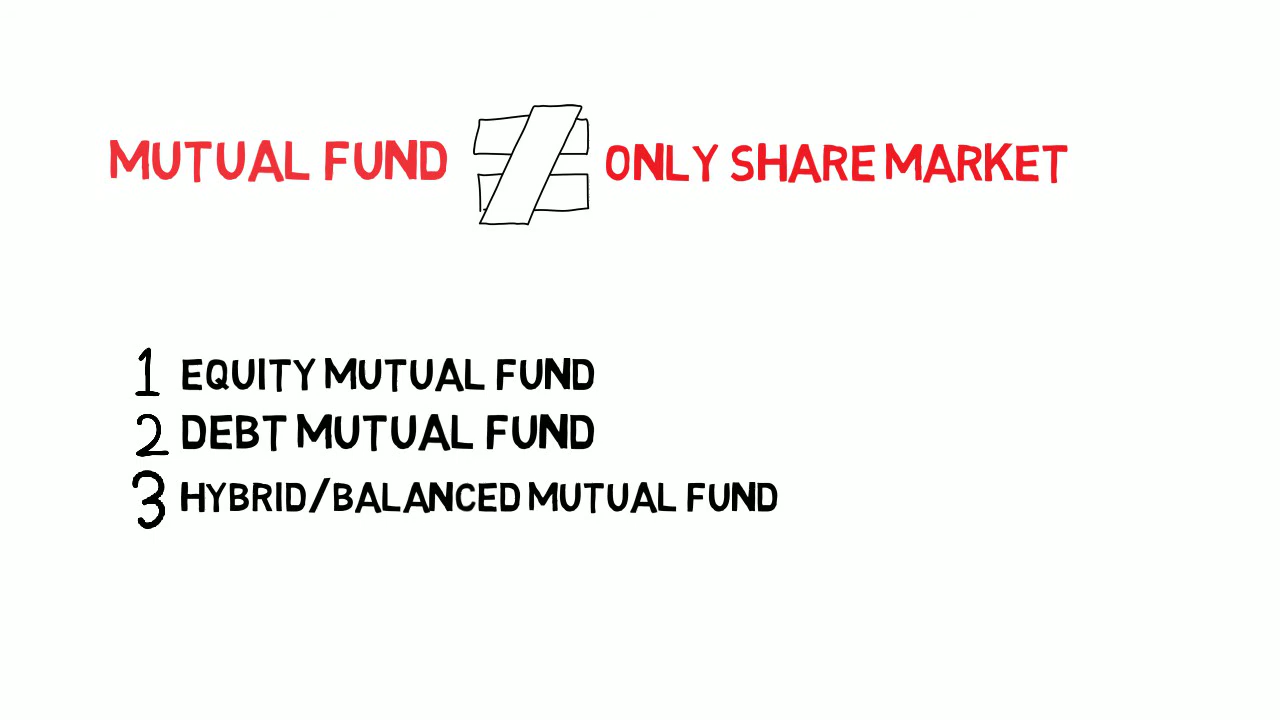 MUTUAL FUND ≠ ONLY SHARE MARKET
1 EQUITY MUTUAL FUND
2 DEBT MUTUAL FUND
3 HYBRID/BALANCED MUTUAL FUND